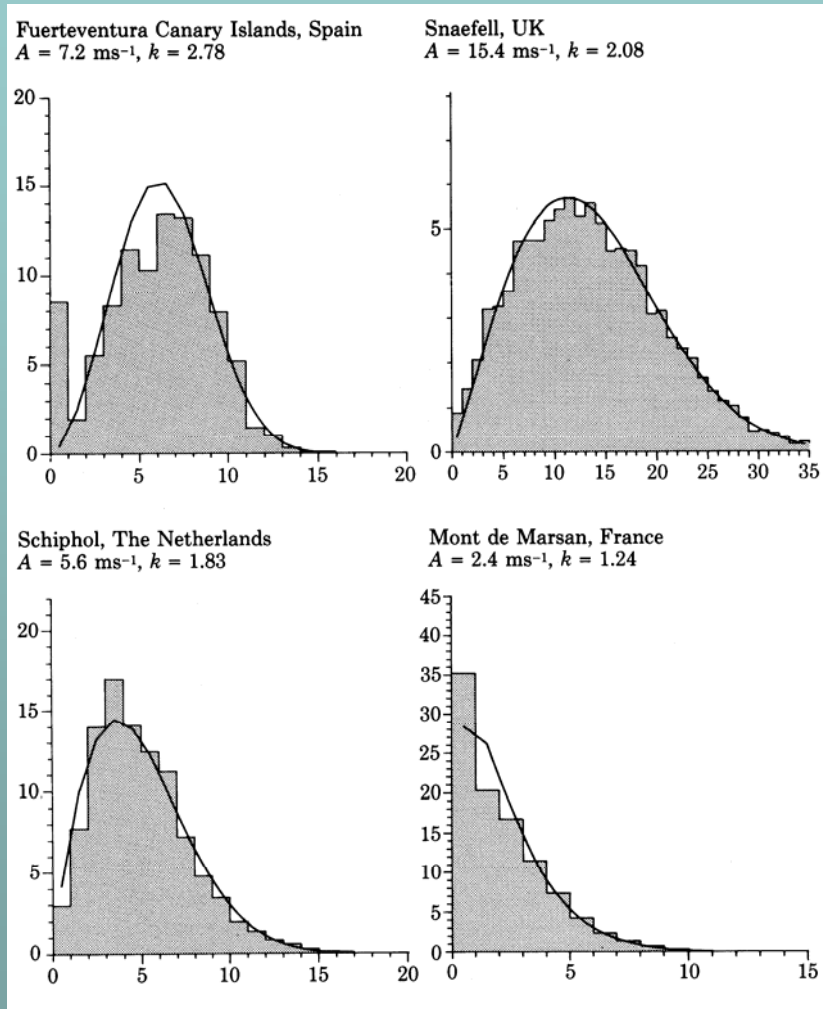 Fuerteventura Canary Islands, Spain
A = 7.2 ms⁻¹, k = 2.78
20
15
10
5
0
0 5 10 15 20
Snaefell, UK
A = 15.4 ms⁻¹, k = 2.08
5
0
0 5 10 15 20 25 30 35
Schiphol, The Netherlands
A = 5.6 ms⁻¹, k = 1.83
20
15
10
5
0
0 5 10 15 20
Mont de Marsan, France
A = 2.4 ms⁻¹, k = 1.24
45
40
35
30
25
20
15
10
5
0
0 5 10 15